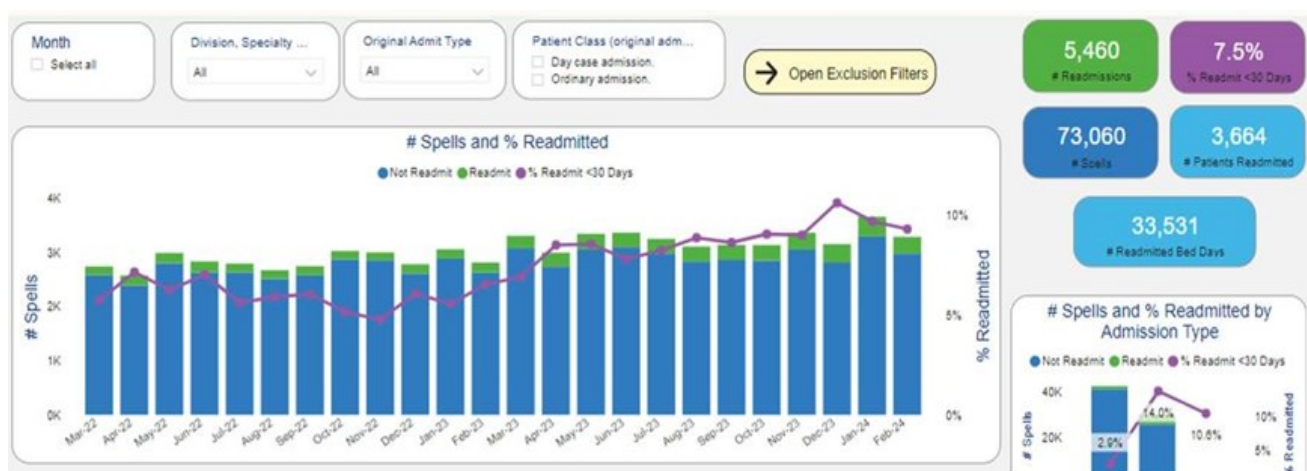 Month
Select all
Division, Specialty ...
All
Original Admit Type
All
Patient Class (original adm...
Day case admission.
Ordinary admission.
Open Exclusion Filters
5,460
# Readmissions
7.5%
% Readmit <30 Days
73,060
# Spells
3,664
# Patients Readmitted
33,531
# Readmitted Bed Days
# Spells and % Readmitted
Not Readmit Readmit % Readmit <30 Days
# Spells
4K
3K
2K
1K
0K
% Readmitted
10%
5%
0%
Mar-22 Apr-22 May-22 Jun-22 Jul-22 Aug-22 Sep-22 Oct-22 Nov-22 Dec-22 Jan-23 Feb-23 Mar-23 Apr-23 May-23 Jun-23 Jul-23 Aug-23 Sep-23 Oct-23 Nov-23 Dec-23 Jan-24 Feb-24
# Spells and % Readmitted by
Admission Type
Not Readmit Readmit % Readmit <30 Days
# Spells
40K
20K
2.9%
14.0%
10.6%
10%
5%
% Readmitted